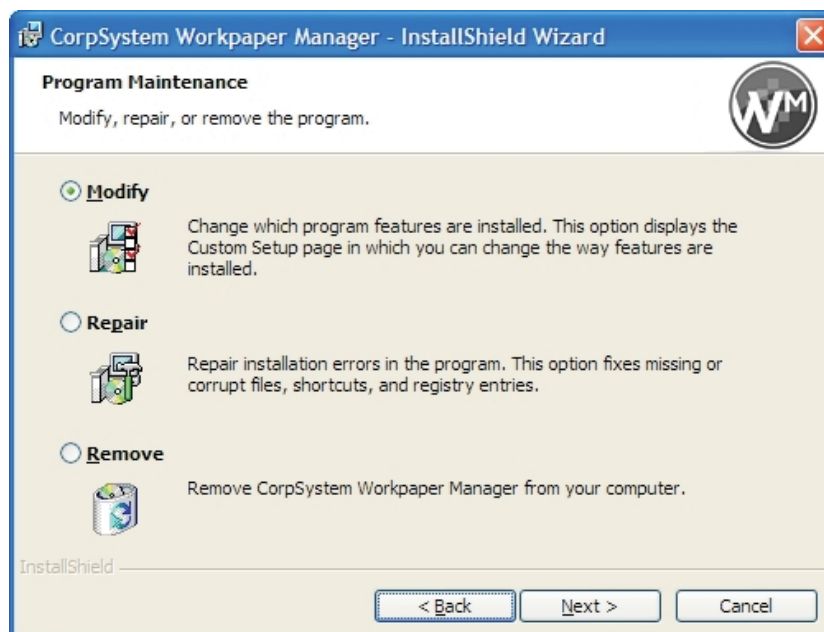 CorpSystem Workpaper Manager - InstallShield Wizard
Program Maintenance
Modify, repair, or remove the program.
WM
Modify
Change which program features are installed. This option displays the
Custom Setup page in which you can change the way features are
installed.
Repair
Repair installation errors in the program. This option fixes missing or
corrupt files, shortcuts, and registry entries.
Remove
Remove CorpSystem Workpaper Manager from your computer.
InstallShield
< Back
Next >
Cancel